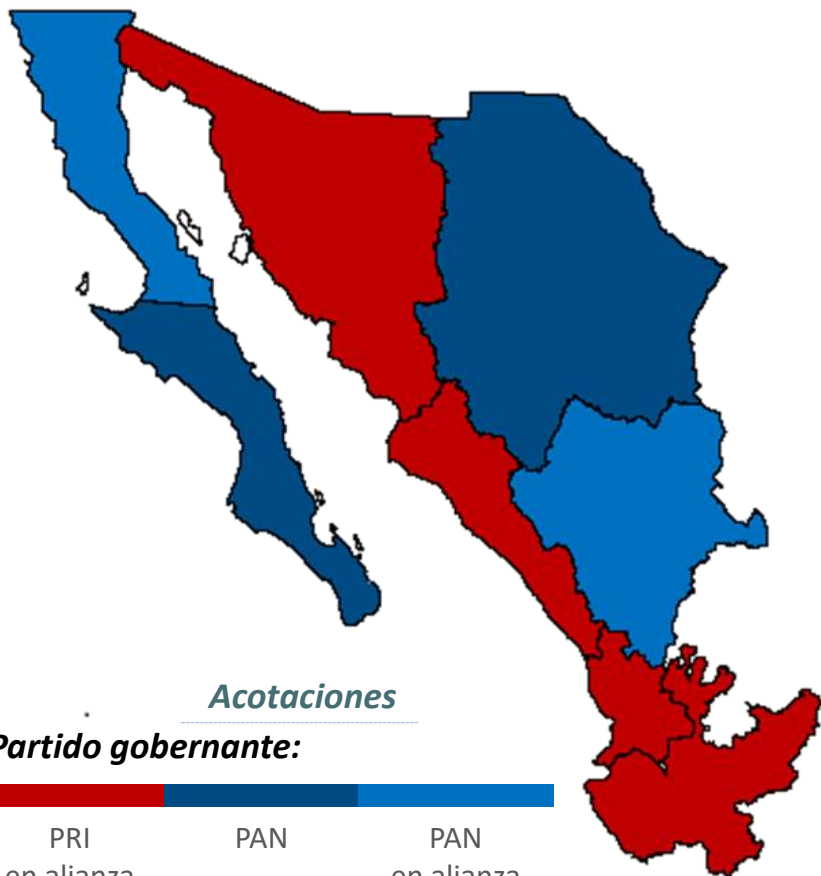 Acotaciones
Partido gobernante:
PRI PAN PAN
en alianza en alianza